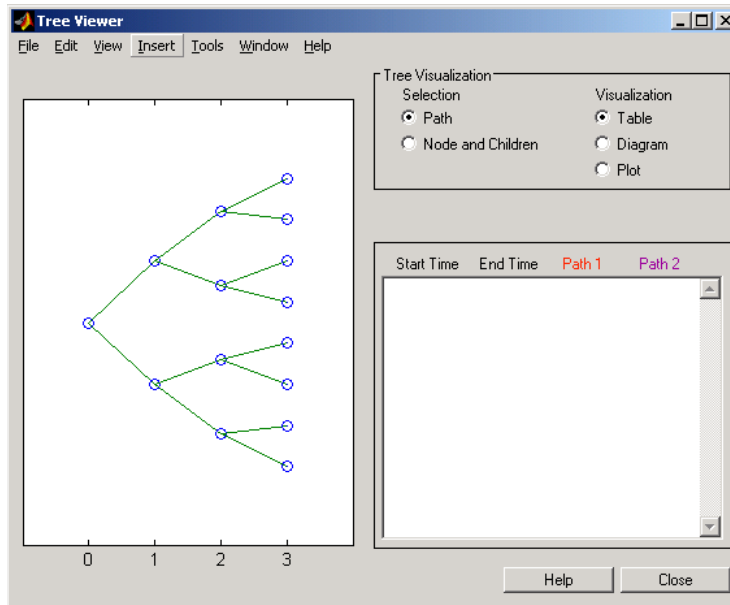 Tree Viewer
File Edit View Insert Tools Window Help
Tree Visualization
Selection Visualization
Path Table
Node and Children Diagram
Plot
Start Time End Time Path 1 Path 2
0 1 2 3
Help Close